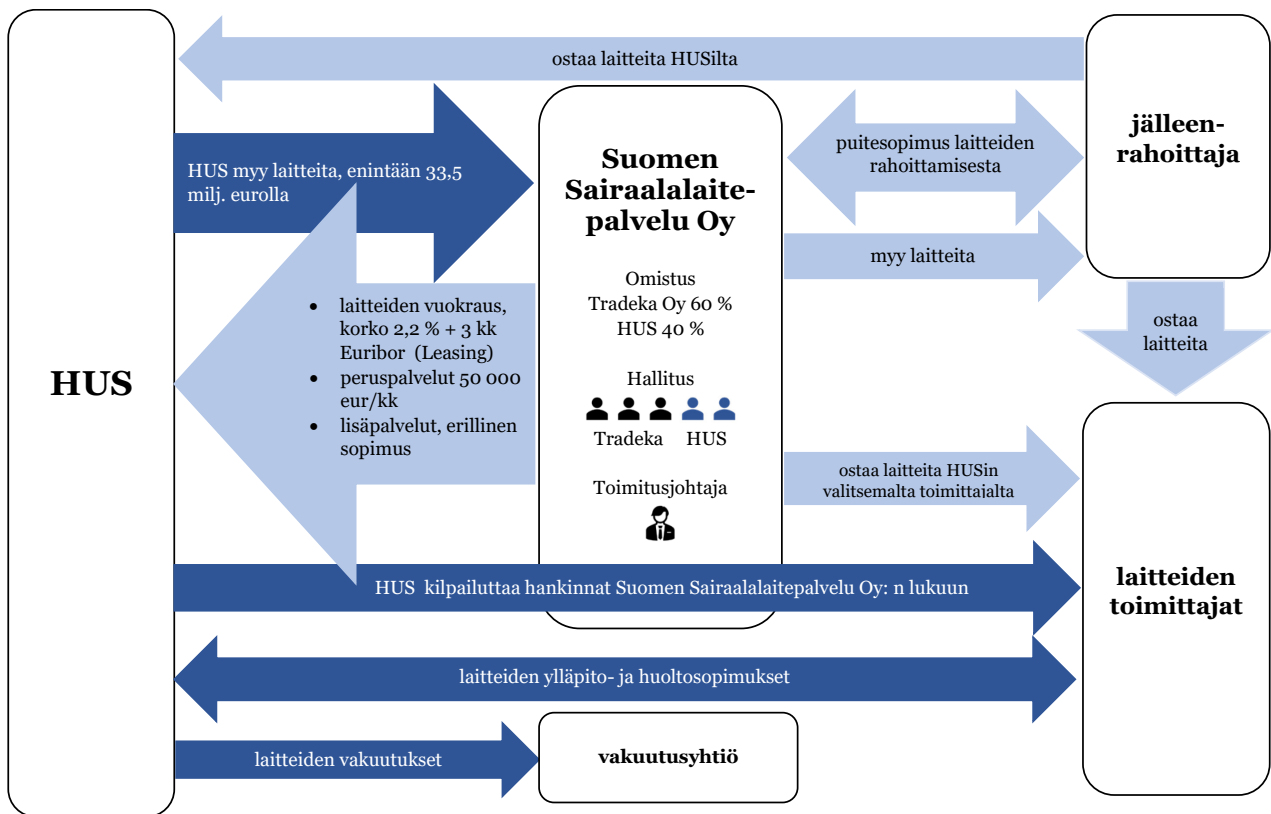 ostaa laitteita HUSilta
HUS
HUS myy laitteita, enintään 33,5
milj. eurolla
• laitteiden vuokraus,
korko 2,2 % + 3 kk
Euribor (Leasing)
• peruspalvelut 50 000
eur/kk
• lisäpalvelut, erillinen
sopimus
Suomen
Sairaalalaite-
palvelu Oy
Omistus
Tradeka Oy 60 %
HUS 40 %
Hallitus
Tradeka HUS
Toimitusjohtaja
puitesopimus laitteiden
rahoittamisesta
myy laitteita
jälleen-
rahoittaja
ostaa
laitteita
ostaa laitteita HUSin
valitsemalta toimittajalta
laitteiden
toimittajat
HUS kilpailuttaa hankinnat Suomen Sairaalalaitepalvelu Oy: n lukuun
laitteiden ylläpito- ja huoltosopimukset
laitteiden vakuutukset
vakuutusyhtiö